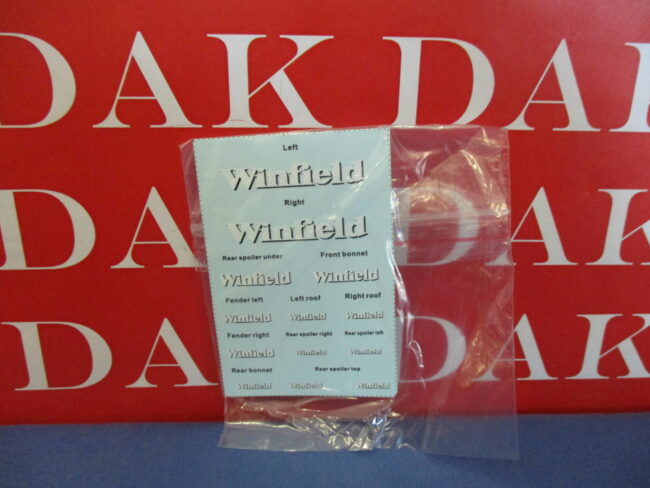 DAK DAK
Left
Winfield
Right
Winfield
Rear spoiler under Front bonnet
Winfield Winfield
Fender left Left roof Right roof
Winfield Winfield Winfield
Fender right Rear spoiler right Rear spoiler left
Winfield Winfield Winfield
Rear bonnet Rear spoiler top
Winfield Winfield Winfield
DAK DAK
DAK DAK